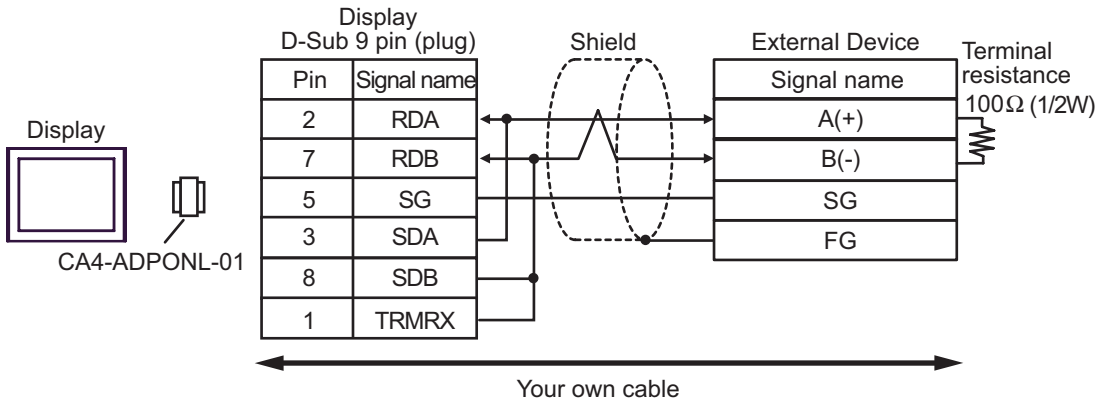 Display
D-Sub 9 pin (plug)
Shield
External Device
Terminal
resistance
100Ω (1/2W)
Display
CA4-ADPONL-01
Pin Signal name
2 RDA
7 RDB
5 SG
3 SDA
8 SDB
1 TRMRX
Signal name
A(+)
B(-)
SG
FG
Your own cable